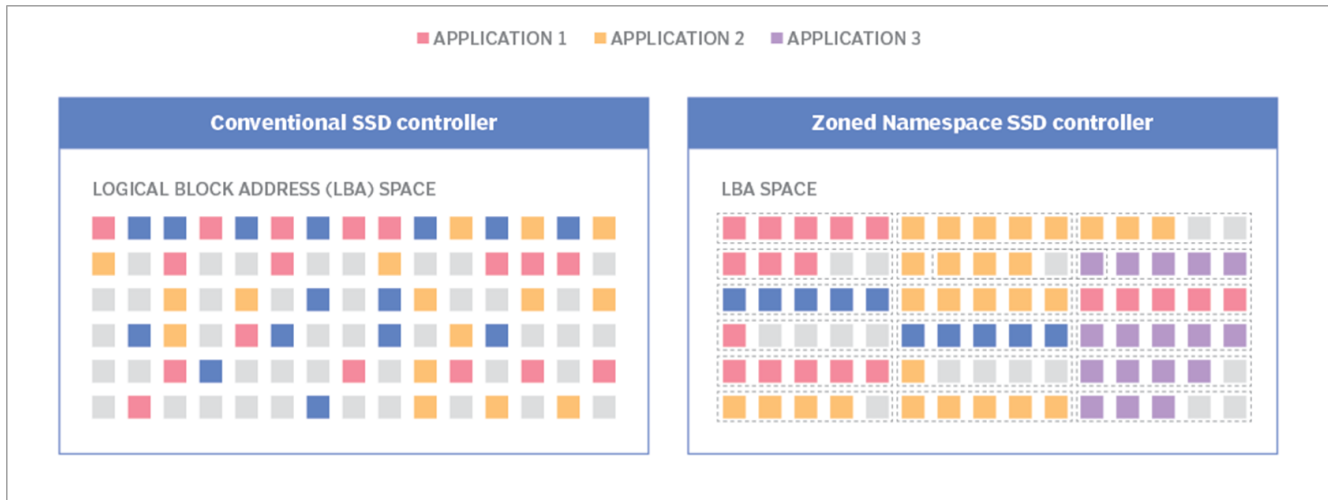 APPLICATION 1 APPLICATION 2 APPLICATION 3
Conventional SSD controller
LOGICAL BLOCK ADDRESS (LBA) SPACE
Zoned Namespace SSD controller
LBA SPACE